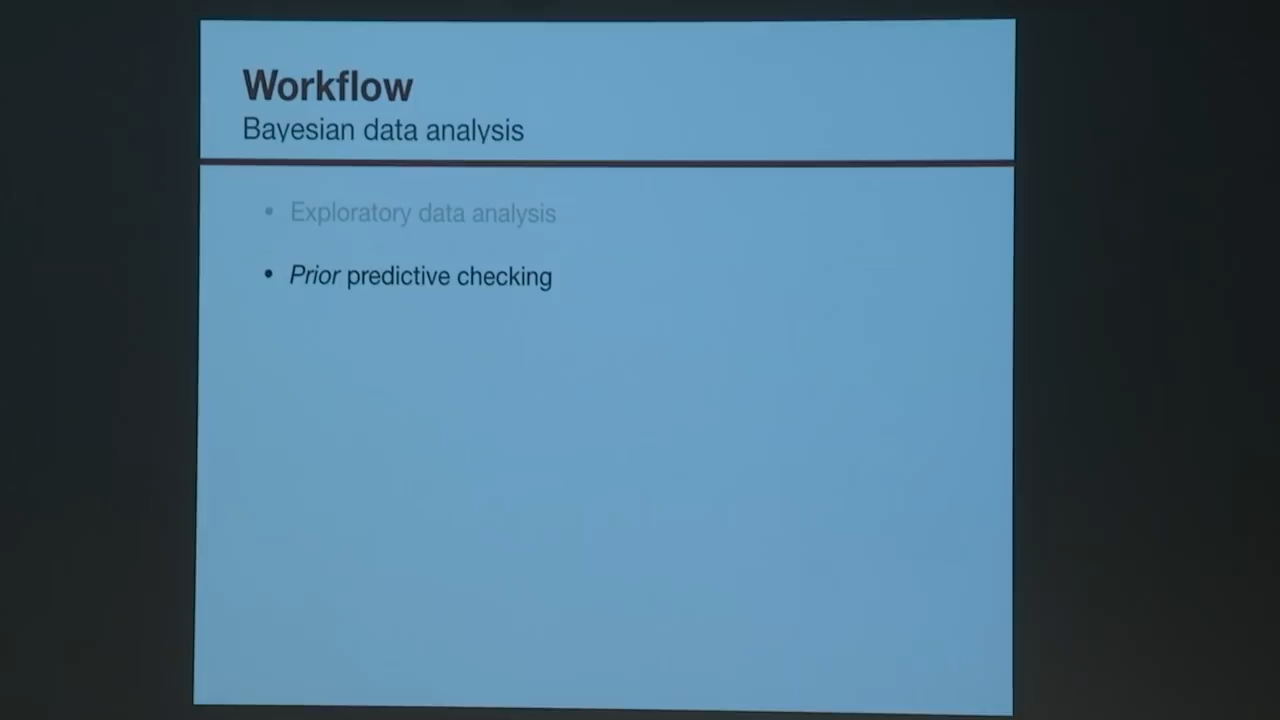 Workflow
Bayesian data analysis
• Exploratory data analysis
• Prior predictive checking